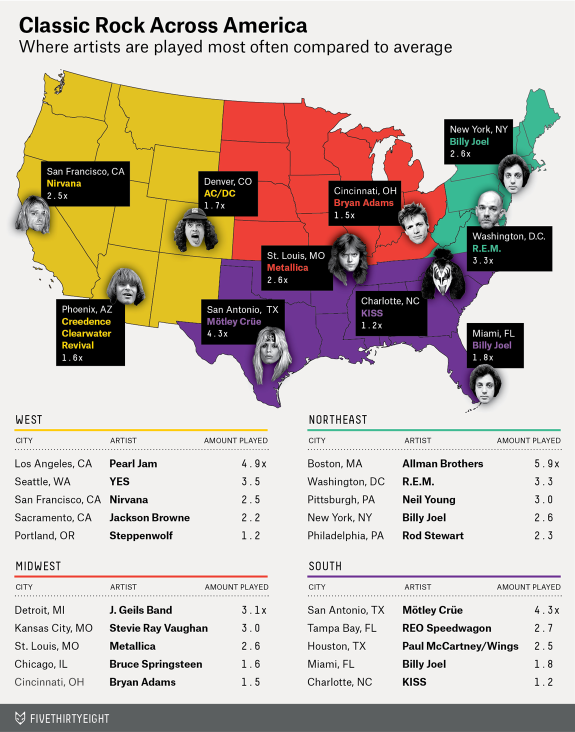 Classic Rock Across America
Where artists are played most often compared to average
New York, NY
Billy Joel
2.6x
San Francisco, CA
Nirvana
2.5x
Denver, CO
AC/DC
1.7x
Cincinnati, OH
Bryan Adams
1.5x
Washington, D.C.
R.E.M.
3.3x
St. Louis, MO
Metallica
2.6x
Charlotte, NC
KISS
1.2x
Phoenix, AZ
Creedence
Clearwater
Revival
1.6x
San Antonio, TX
Mötley Crüe
4.3x
Miami, FL
Billy Joel
1.8x
WEST
CITY ARTIST AMOUNT PLAYED
Los Angeles, CA Pearl Jam 4.9x
Seattle, WA YES 3.5
San Francisco, CA Nirvana 2.5
Sacramento, CA Jackson Browne 2.2
Portland, OR Steppenwolf 1.2
NORTHEAST
CITY ARTIST AMOUNT PLAYED
Boston, MA Allman Brothers 5.9x
Washington, DC R.E.M. 3.3
Pittsburgh, PA Neil Young 3.0
New York, NY Billy Joel 2.6
Philadelphia, PA Rod Stewart 2.3
MIDWEST
CITY ARTIST AMOUNT PLAYED
Detroit, MI J. Geils Band 3.1x
Kansas City, MO Stevie Ray Vaughan 3.0
St. Louis, MO Metallica 2.6
Chicago, IL Bruce Springsteen 1.6
Cincinnati, OH Bryan Adams 1.5
SOUTH
CITY ARTIST AMOUNT PLAYED
San Antonio, TX Mötley Crüe 4.3x
Tampa Bay, FL REO Speedwagon 2.7
Houston, TX Paul McCartney/Wings 2.5
Miami, FL Billy Joel 1.8
Charlotte, NC KISS 1.2
FIVETHIRTYEIGHT